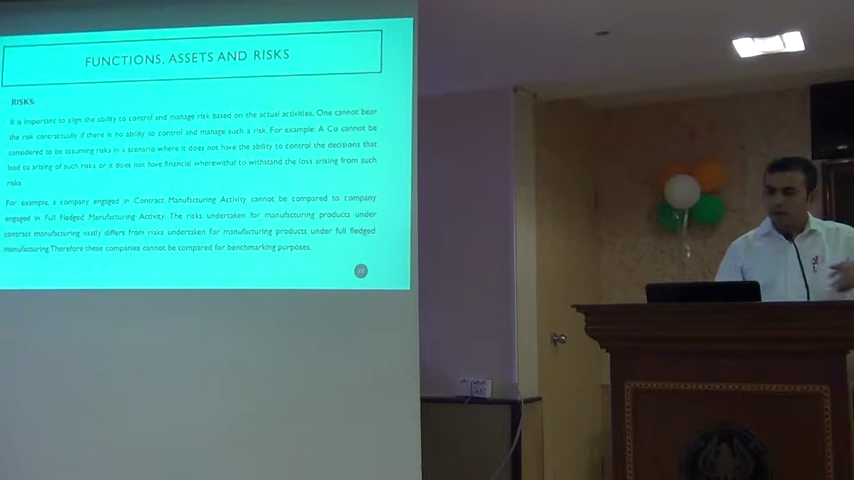 FUNCTIONS, ASSETS AND RISKS
RISKS:
It is important to align the ability to control and manage risk based on the actual activities. One cannot bear
the risk contractually if there is no ability to control and manage such a risk. For example: A Co cannot be
considered to be assuming risks in a scenario where it does not have the ability to control the decisions that
lead to arising of such risks or it does not have financial wherewithal to withstand the loss arising from such
risks
For example, a company engaged in Contract Manufacturing Activity cannot be compared to company
engaged in Full Fledged Manufacturing Activity. The risks undertaken for manufacturing products under
contract manufacturing vastly differs from risks undertaken for manufacturing products under full fledged
manufacturing. Therefore these companies cannot be compared for benchmarking purposes.